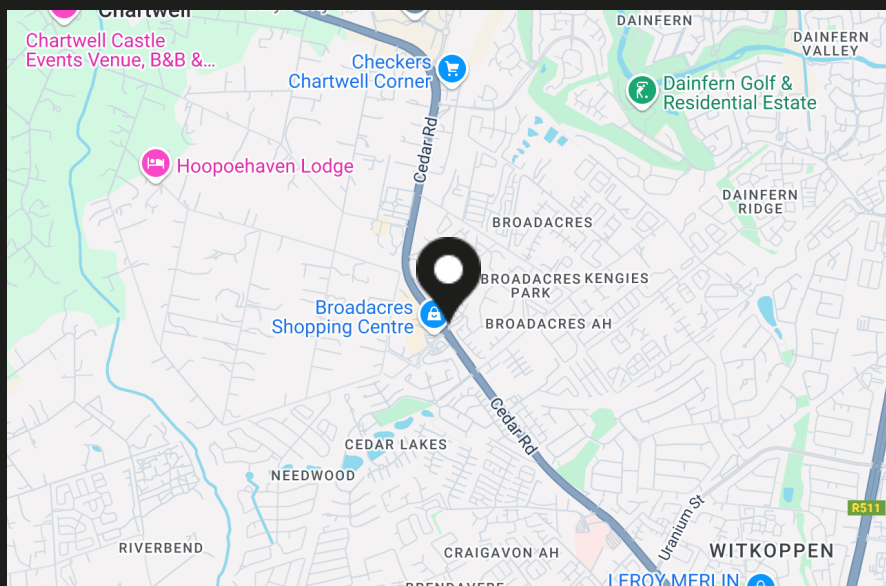 Chartwell
DAINFERN
Chartwell Castle
Events Venue, B&B &...
DAINFERN
VALLEY
Checkers
Chartwell Corner
Dainfern Golf &
Residential Estate
Cedar Rd
Hoopoehaven Lodge
DAINFERN
RIDGE
BROADACRES
BROADACRES
PARK
KENGIES
Broadacres
Shopping Centre
BROADACRES AH
Cedar Rd
CEDAR LAKES
NEEDWOOD
R511
Uranium St
RIVERBEND
CRAIGAVON AH
WITKOPPEN
LEROY MERLIN
BRENDAVERE